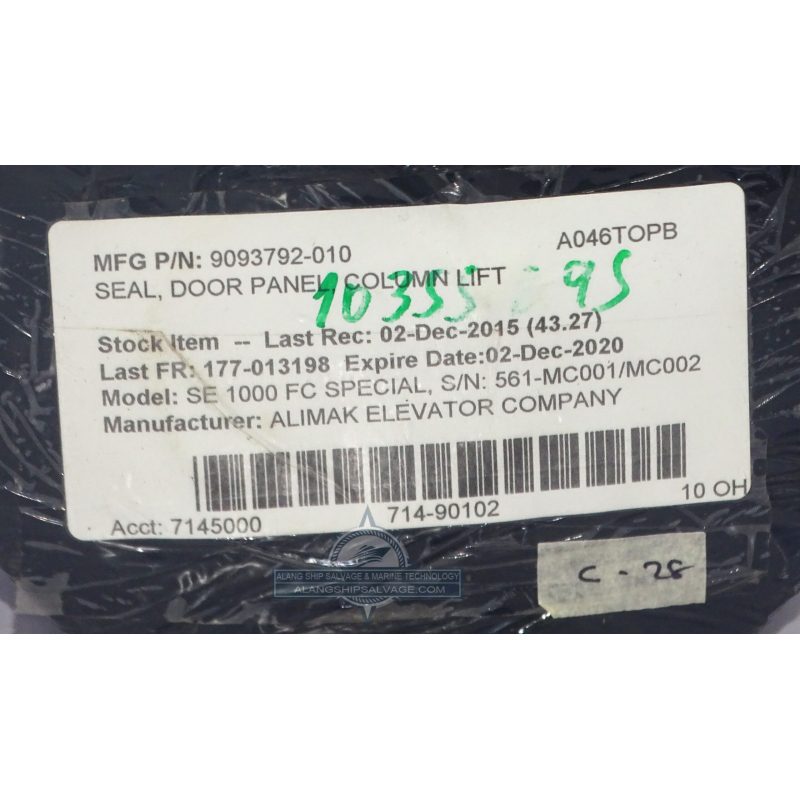 MFG P/N: 9093792-010
A046TOPB
SEAL, DOOR PANEL, COLUMN LIFT
Stock Item -- Last Rec: 02-Dec-2015 (43.27)
Last FR: 177-013198 Expire Date:02-Dec-2020
Model: SE 1000 FC SPECIAL, S/N: 561-MC001/MC002
Manufacturer: ALIMAK ELEVATOR COMPANY
Acct: 7145000
714-90102
10 OH
C - 28
ALANG SHIP SALVAGE & MARINE TECHNOLOGY
ALANGSHIPSALVAGE.COM